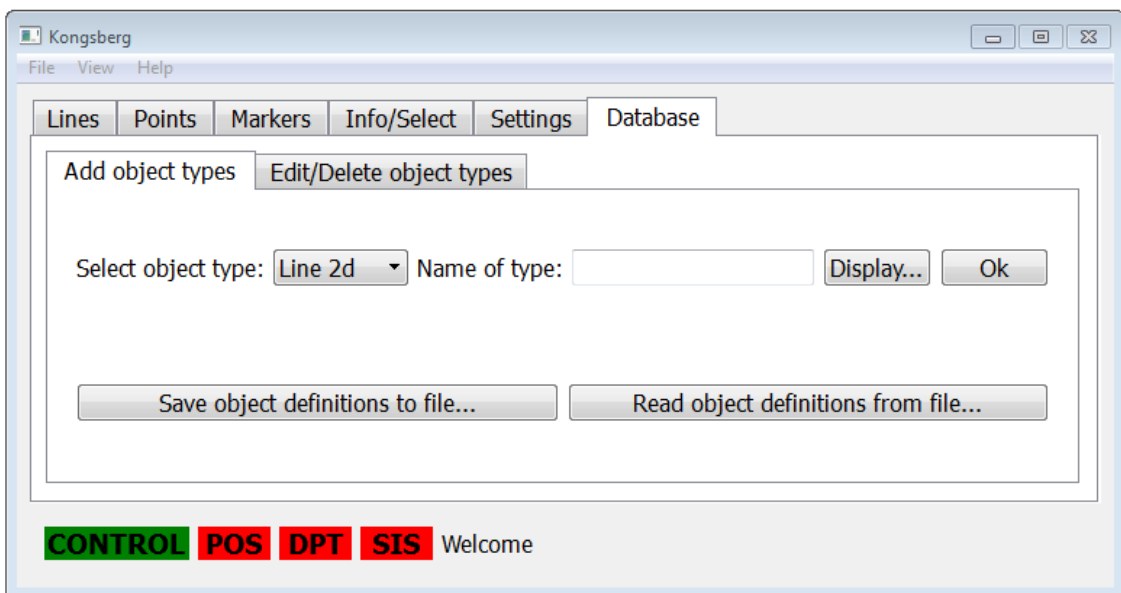 Kongsberg
File View Help
Lines Points Markers Info/Select Settings Database
Add object types Edit/Delete object types
Select object type: Line 2d Name of type: Display... Ok
Save object definitions to file... Read object definitions from file...
CONTROL POS DPT SIS Welcome